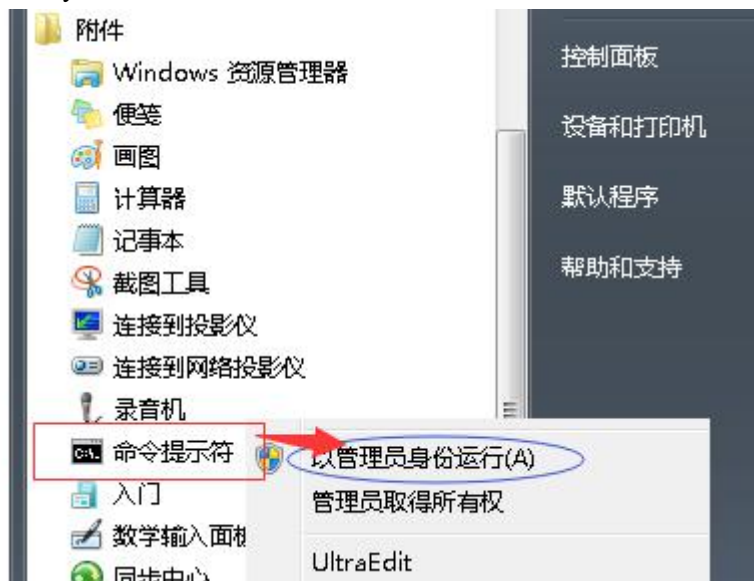 附件
Windows 资源管理器
便笺
画图
计算器
记事本
截图工具
连接到投影仪
连接到网络投影仪
录音机
命令提示符
入门
数学输入面板
同步中心
控制面板
设备和打印机
默认程序
帮助和支持
以管理员身份运行(A)
管理员取得所有权
UltraEdit